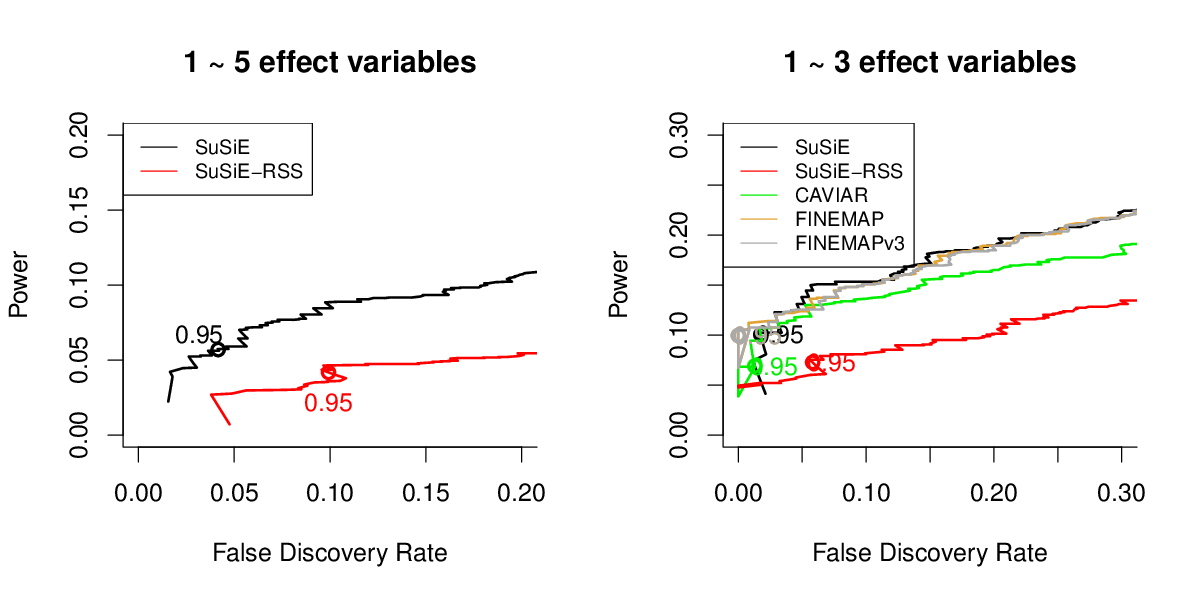 1 ~ 5 effect variables
SuSiE
SuSiE−RSS
Power
0.00
0.05
0.10
0.15
0.20
0.95
0.95
0.00
0.05
0.10
0.15
0.20
False Discovery Rate
1 ~ 3 effect variables
SuSiE
SuSiE−RSS
CAVIAR
FINEMAP
FINEMAPv3
Power
0.00
0.10
0.20
0.30
0.95
0.95
0.95
0.00
0.10
0.20
0.30
False Discovery Rate